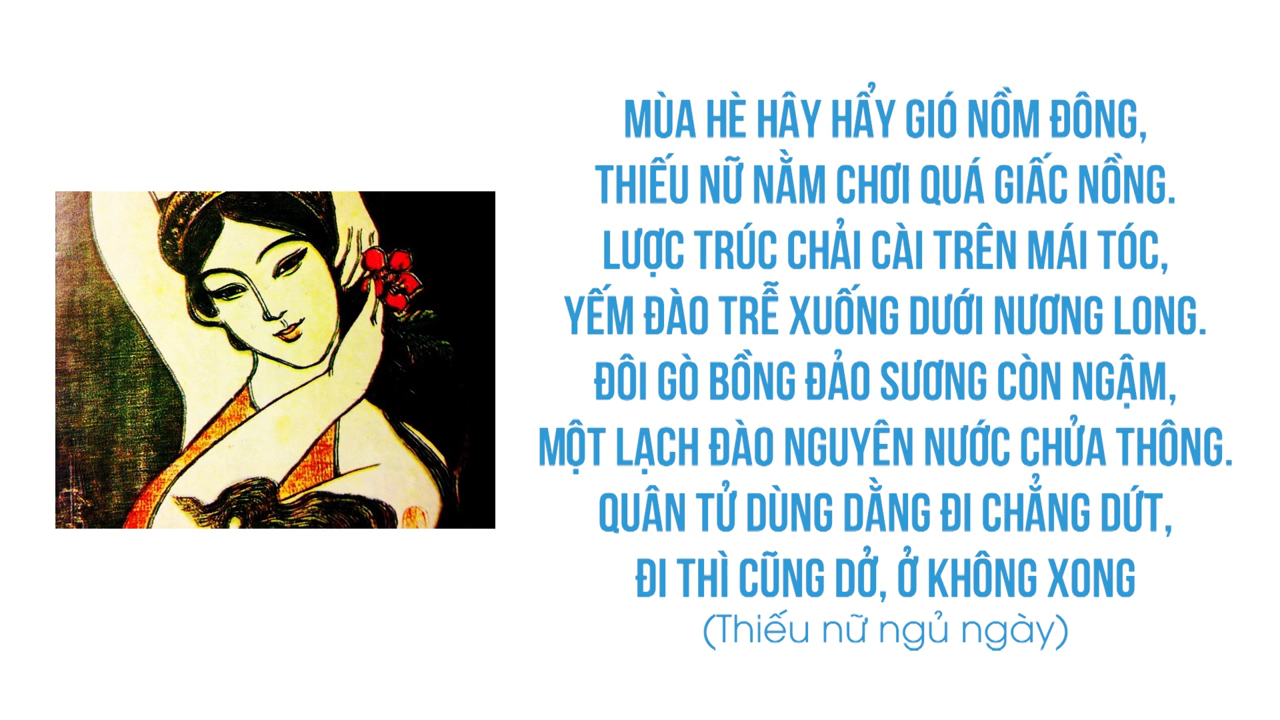 MÙA HÈ HÂY HẨY GIÓ NỒM ĐÔNG,
THIẾU NỮ NẰM CHƠI QUÁ GIẤC NỒNG.
LƯỢC TRÚC CHẢI CÀI TRÊN MÁI TÓC,
YẾM ĐÀO TRỄ XUỐNG DƯỚI NƯƠNG LONG.
ĐÔI GÒ BỒNG ĐẢO SƯƠNG CÒN NGẬM,
MỘT LẠCH ĐÀO NGUYÊN NƯỚC CHỬA THÔNG.
QUÂN TỬ DÙNG DẰNG ĐI CHẲNG DỨT,
ĐI THÌ CŨNG DỞ, Ở KHÔNG XONG
(Thiếu nữ ngủ ngày)